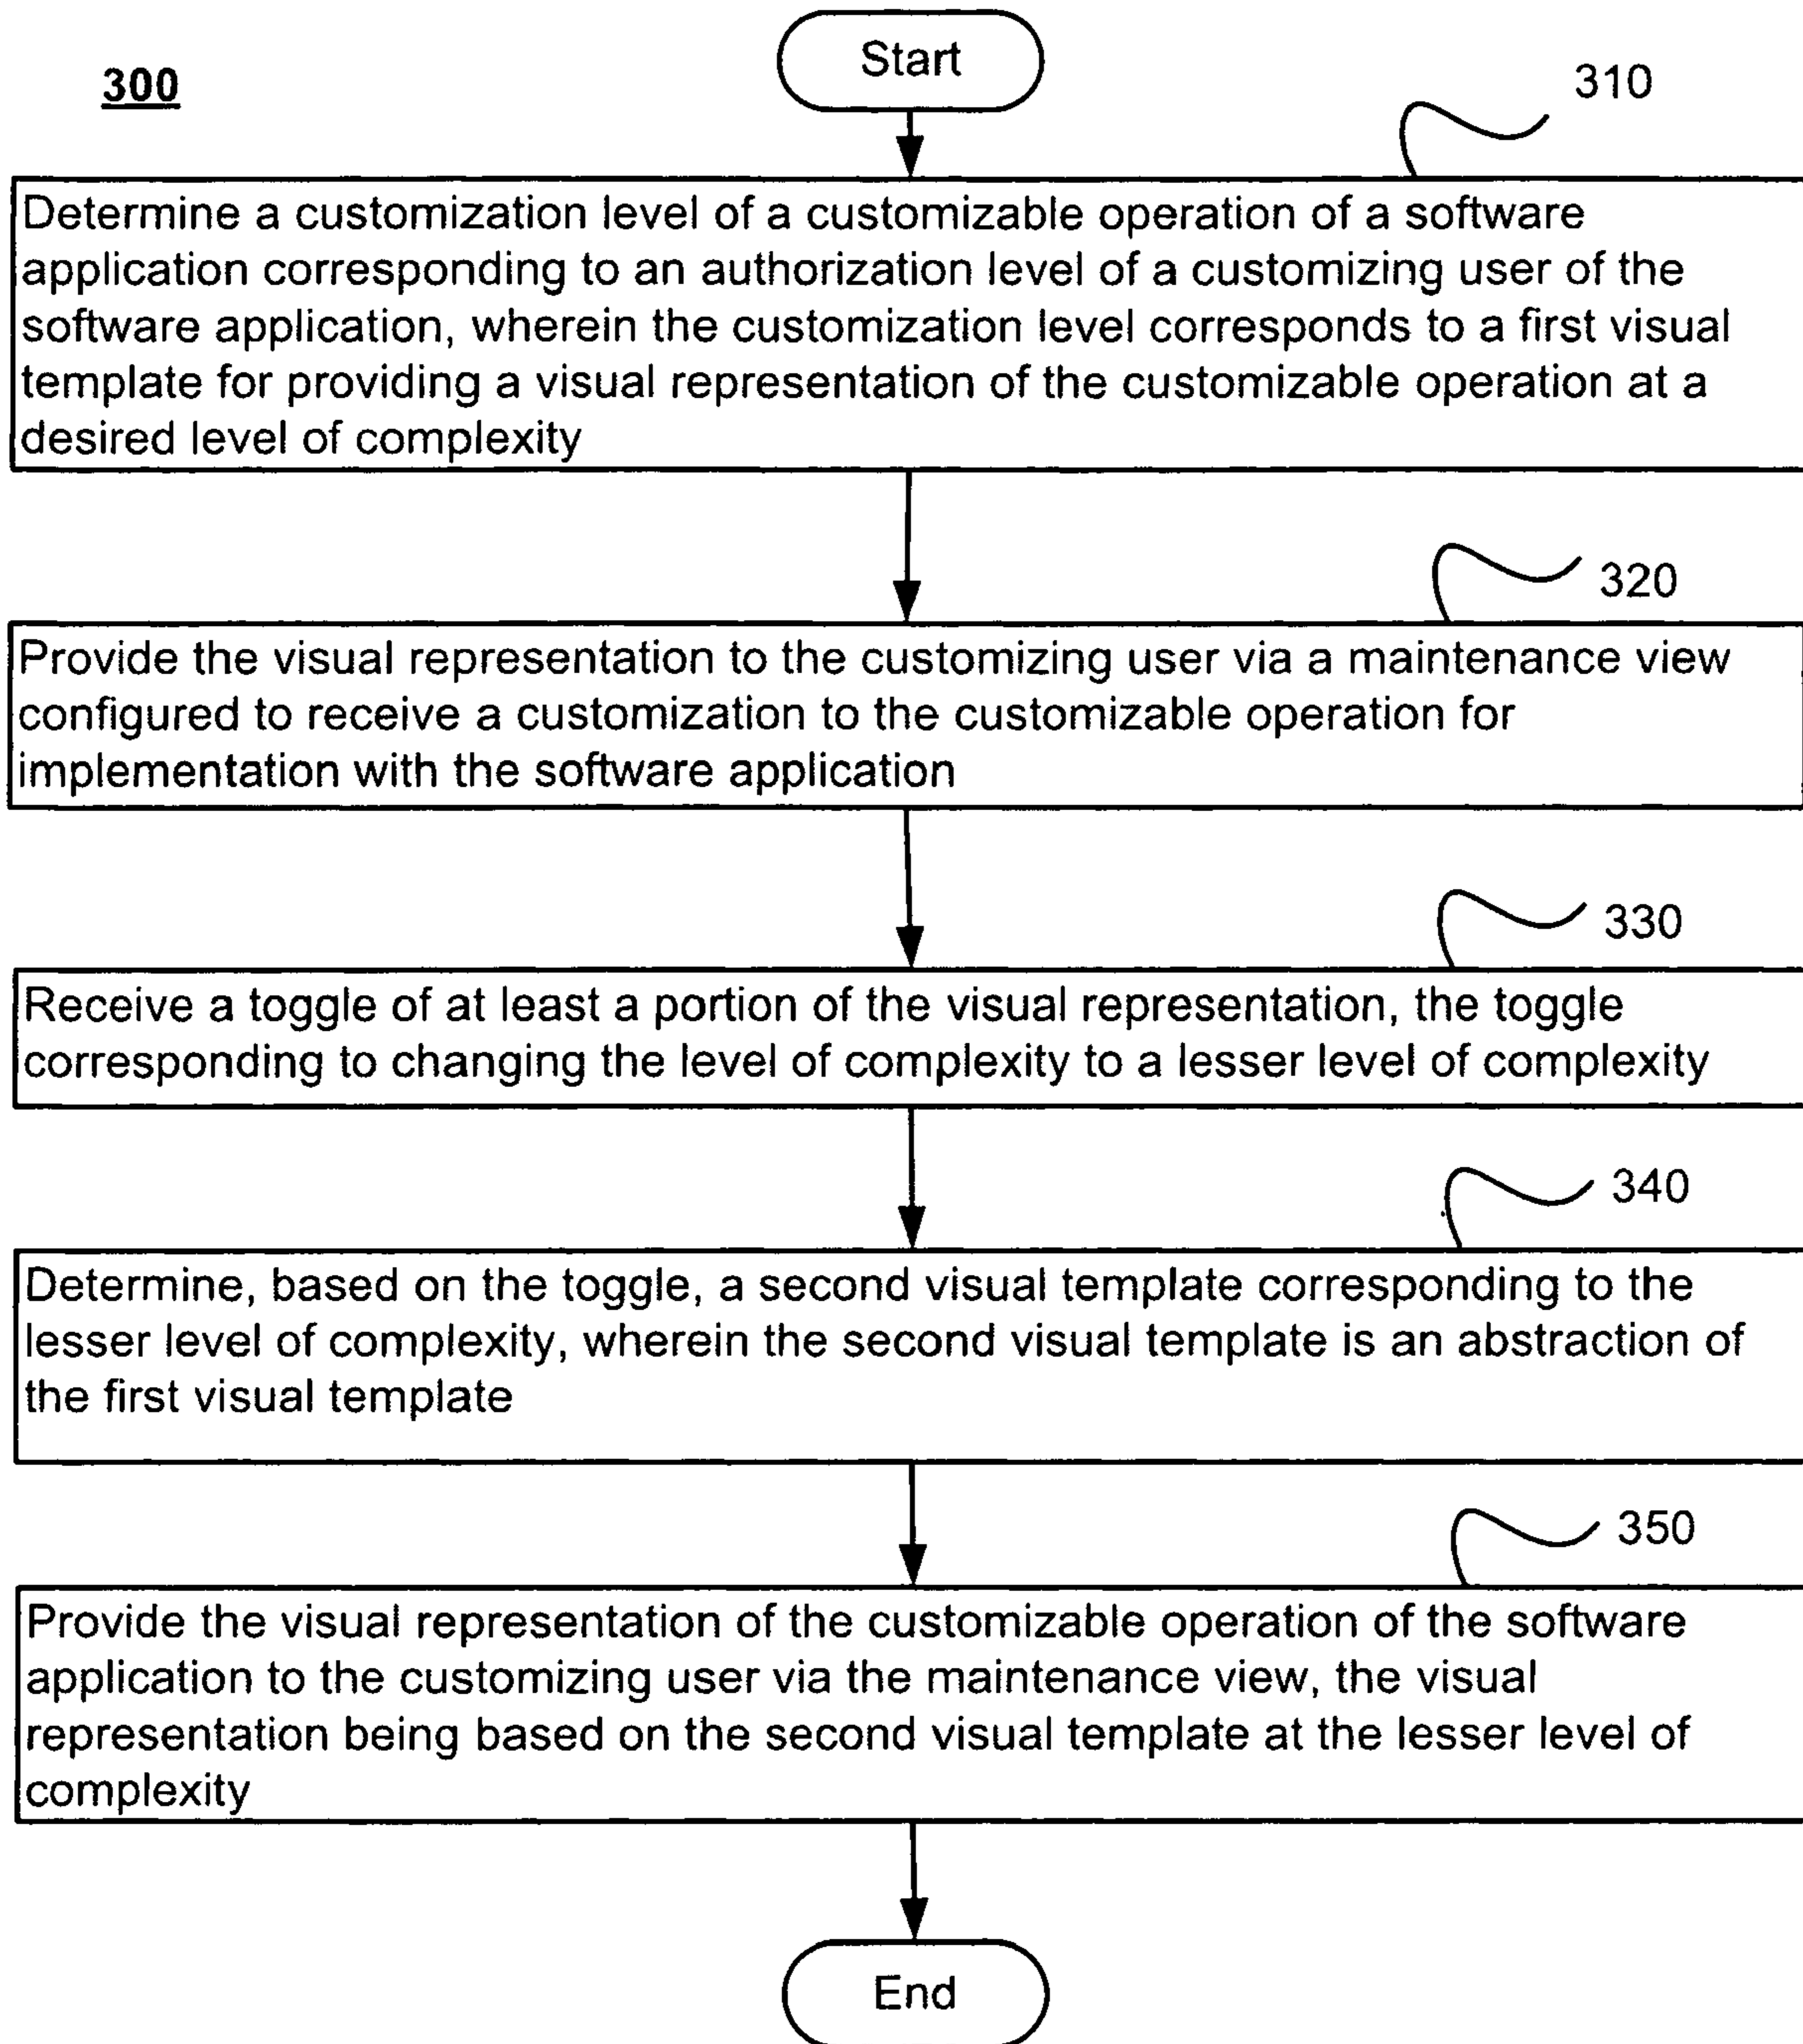 Start
300
310
Determine a customization level of a customizable operation of a software
application corresponding to an authorization level of a customizing user of the
software application, wherein the customization level corresponds to a first visual
template for providing a visual representation of the customizable operation at a
desired level of complexity
320
Provide the visual representation to the customizing user via a maintenance view
configured to receive a customization to the customizable operation for
implementation with the software application
330
Receive a toggle of at least a portion of the visual representation, the toggle
corresponding to changing the level of complexity to a lesser level of complexity
340
Determine, based on the toggle, a second visual template corresponding to the
lesser level of complexity, wherein the second visual template is an abstraction of
the first visual template
350
Provide the visual representation of the customizable operation of the software
application to the customizing user via the maintenance view, the visual
representation being based on the second visual template at the lesser level of
complexity
End